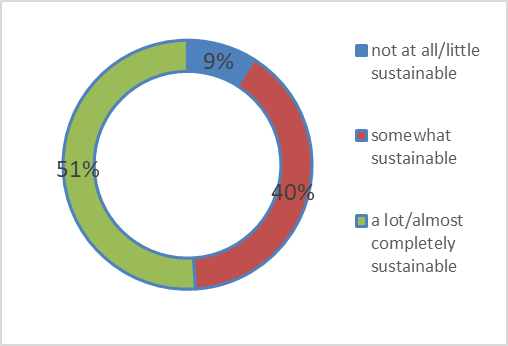 9%
40%
51%
not at all/little
sustainable
somewhat
sustainable
a lot/almost
completely
sustainable